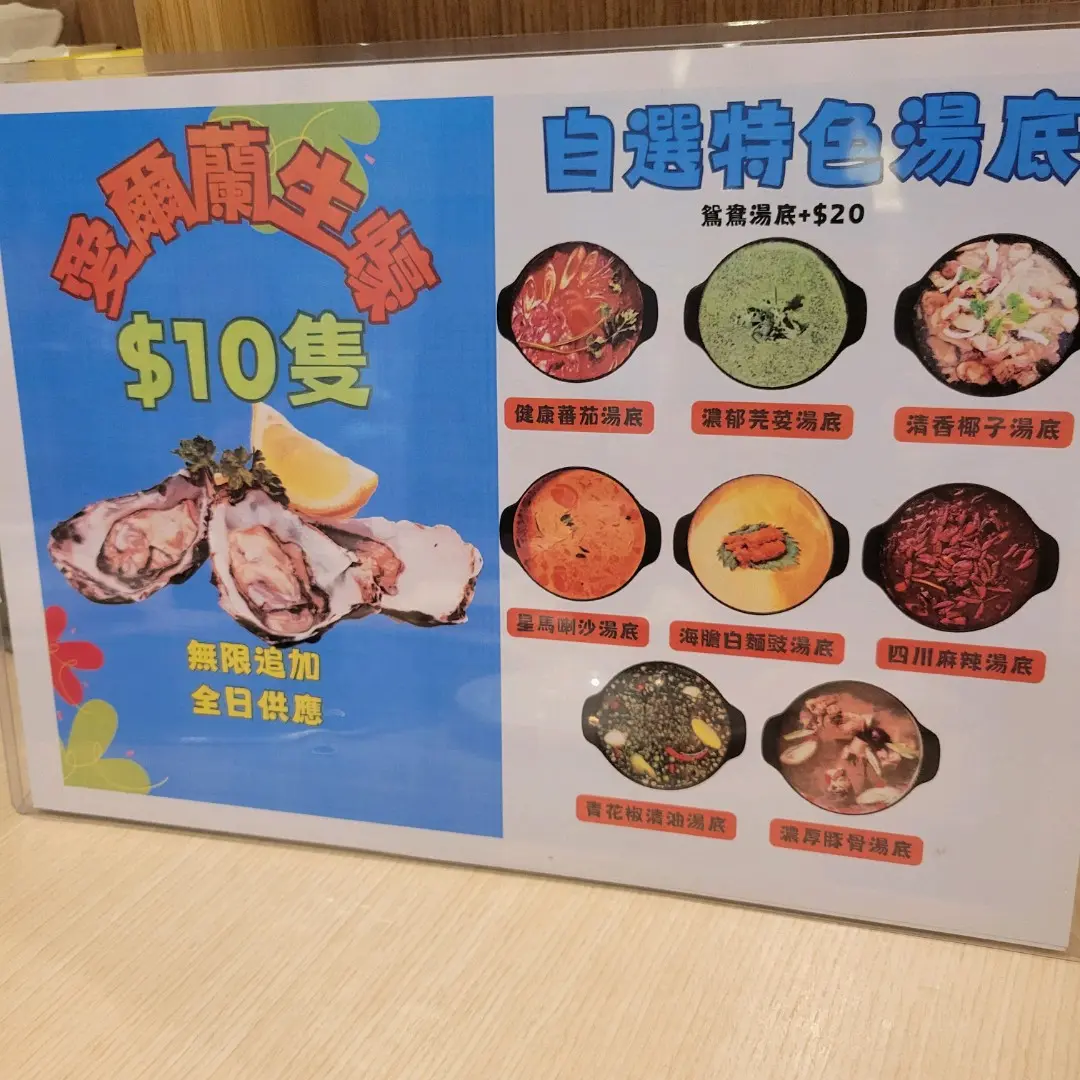 愛爾蘭生蠔
$10隻
無限追加
全日供應
自選特色湯底
鴛鴦湯底+$20
健康蕃茄湯底
濃郁芫荽湯底
清香椰子湯底
星馬喇沙湯底
海膽白麵豉湯底
四川麻辣湯底
青花椒清油湯底
濃厚豚骨湯底